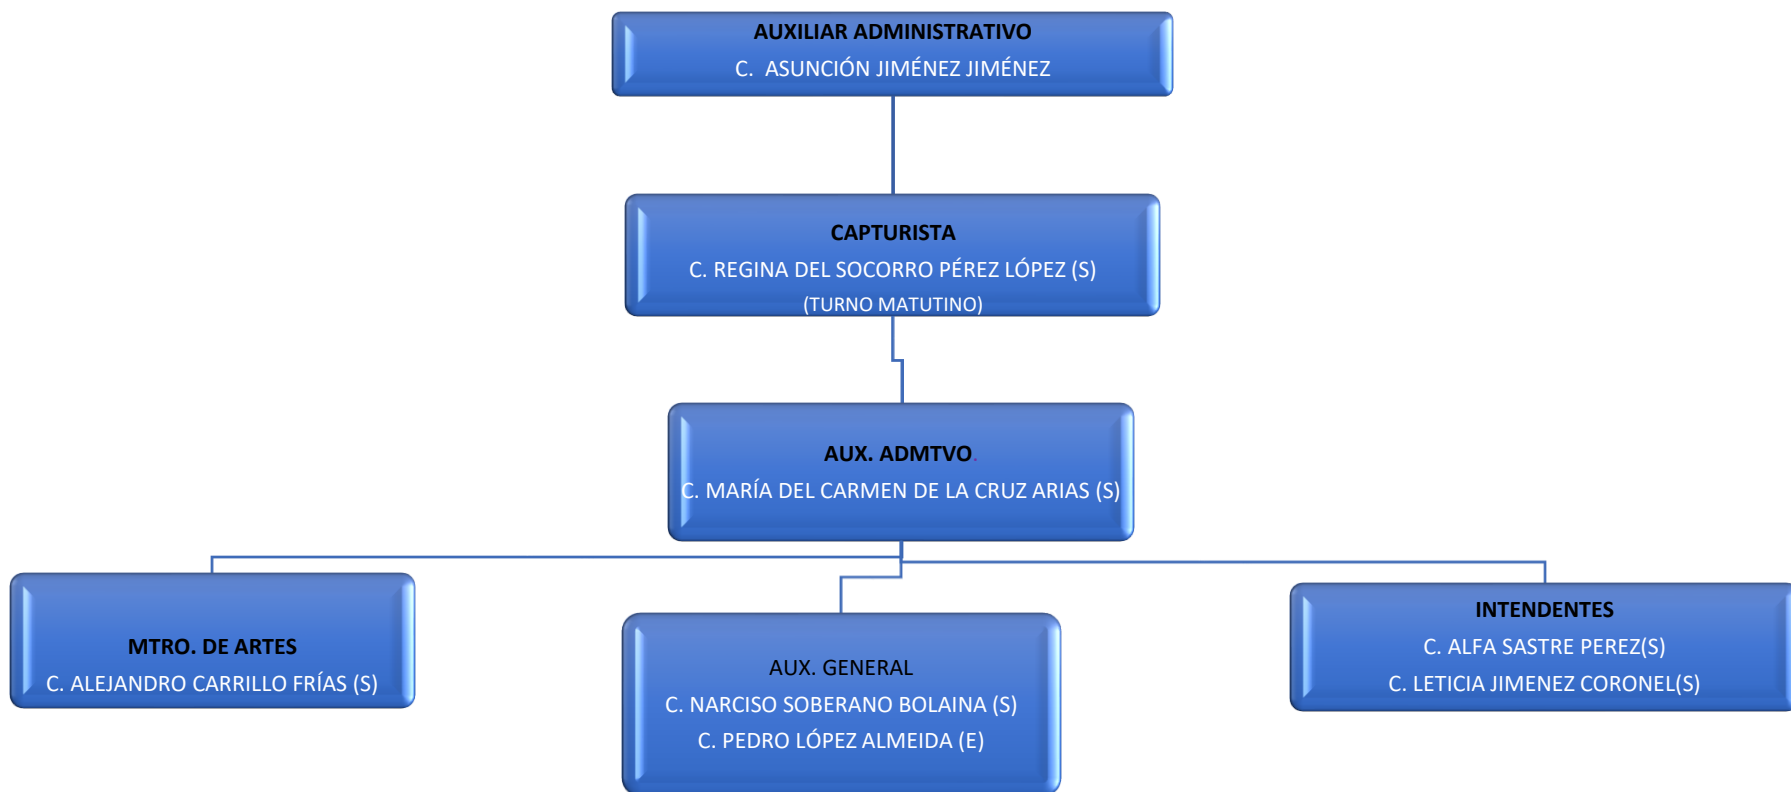 AUXILIAR ADMINISTRATIVO
C. ASUNCIÓN JIMÉNEZ JIMÉNEZ
CAPTURISTA
C. REGINA DEL SOCORRO PÉREZ LÓPEZ (S)
(TURNO MATUTINO)
AUX. ADMTVO.
C. MARÍA DEL CARMEN DE LA CRUZ ARIAS (S)
MTRO. DE ARTES
C. ALEJANDRO CARRILLO FRÍAS (S)
AUX. GENERAL
C. NARCISO SOBERANO BOLAINA (S)
C. PEDRO LÓPEZ ALMEIDA (E)
INTENDENTES
C. ALFA SASTRE PEREZ(S)
C. LETICIA JIMENEZ CORONEL(S)